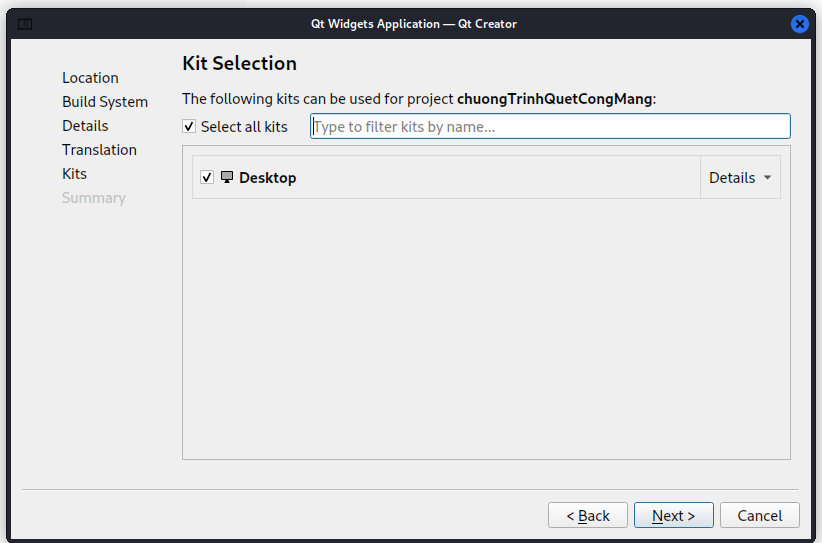 Qt Widgets Application — Qt Creator
Location
Build System
Details
Translation
Kits
Summary
Kit Selection
The following kits can be used for project chuongTrinhQuetCongMang:
Select all kits
Type to filter kits by name...
Desktop
Details
< Back
Next >
Cancel